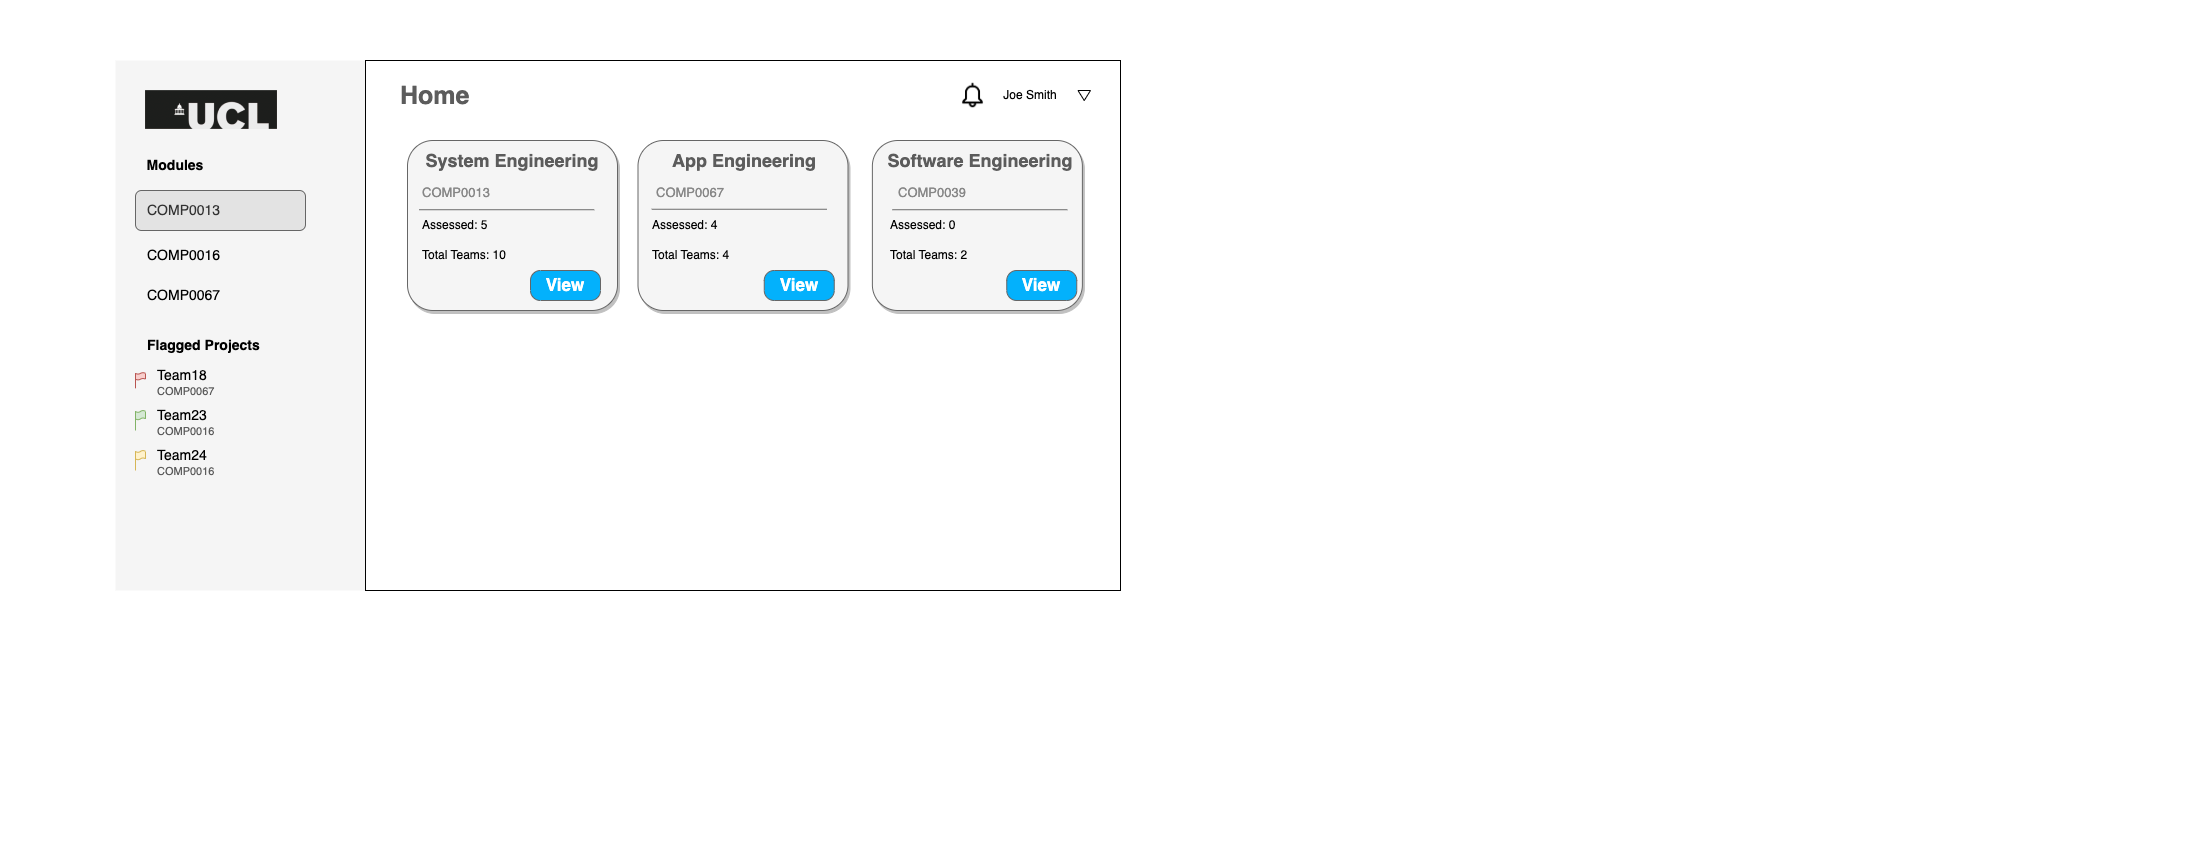 UCL
Modules
COMP0013
COMP0016
COMP0067
Flagged Projects
Team18
COMP0067
Team23
COMP0016
Team24
COMP0016
Home
Joe Smith
System Engineering
COMP0013
Assessed: 5
Total Teams: 10
View
App Engineering
COMP0067
Assessed: 4
Total Teams: 4
View
Software Engineering
COMP0039
Assessed: 0
Total Teams: 2
View